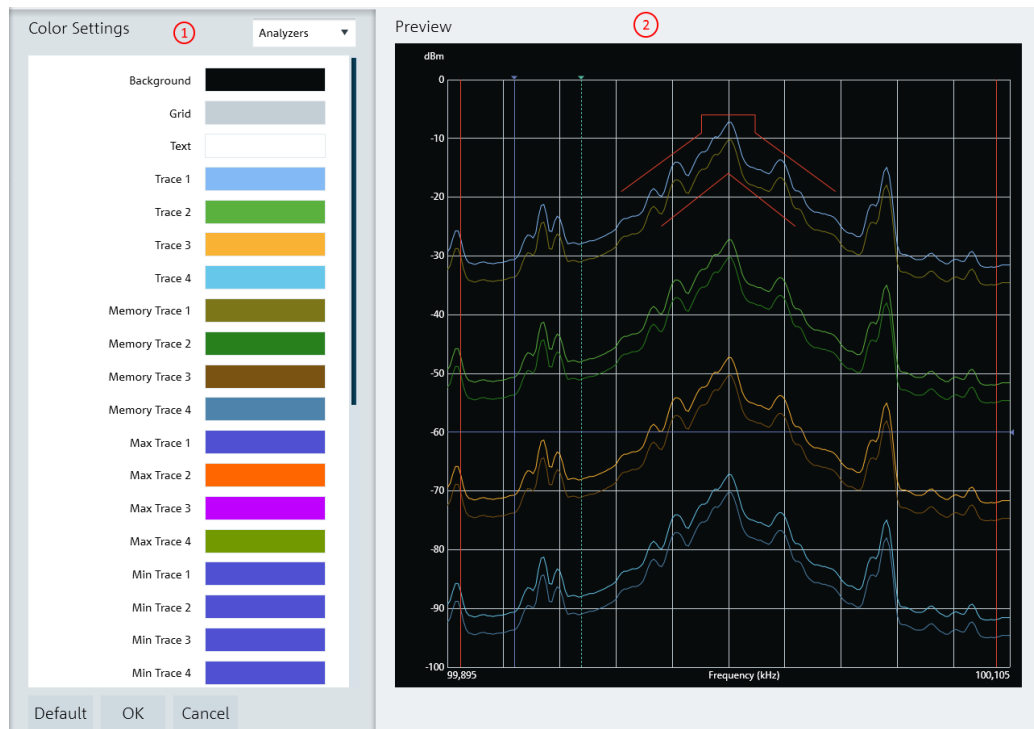 Color Settings
1
Analyzers
Background
Grid
Text
Trace 1
Trace 2
Trace 3
Trace 4
Memory Trace 1
Memory Trace 2
Memory Trace 3
Memory Trace 4
Max Trace 1
Max Trace 2
Max Trace 3
Max Trace 4
Min Trace 1
Min Trace 2
Min Trace 3
Min Trace 4
Default OK Cancel
Preview
2
dBm
0
-10
-20
-30
-40
-50
-60
-70
-80
-90
-100
99,895 Frequency (kHz) 100,105